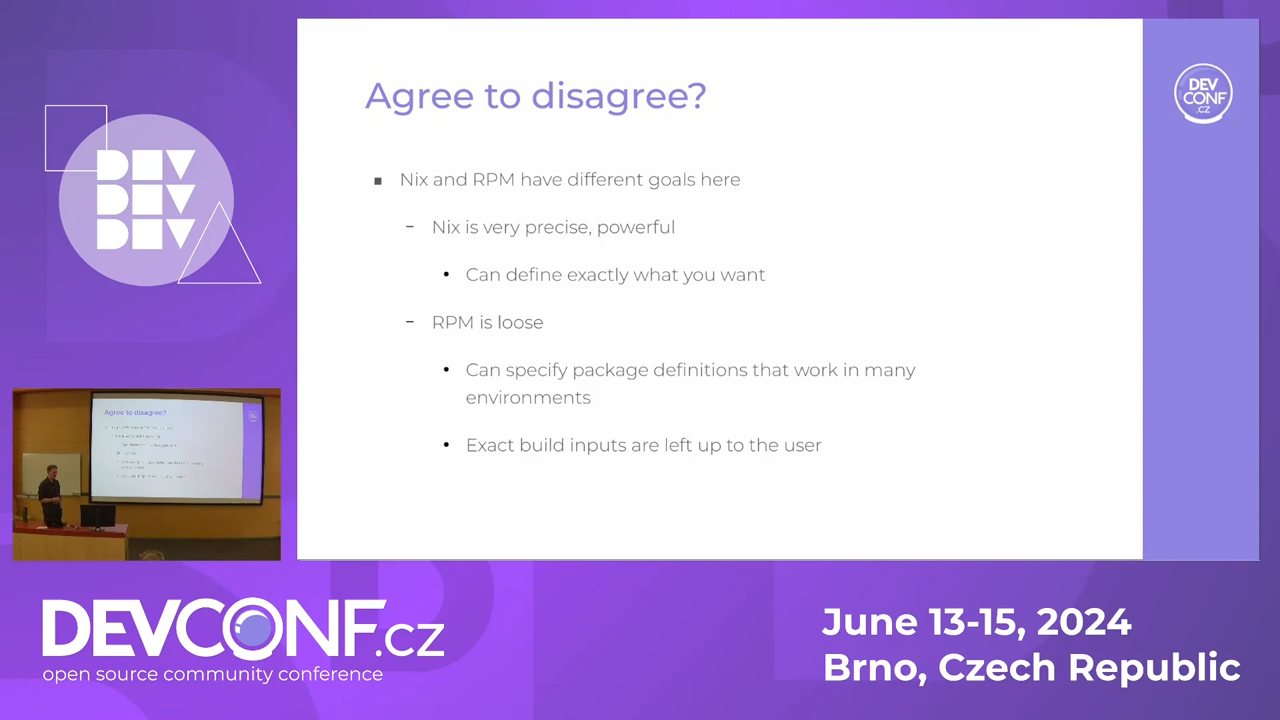 DEV
DEV
DEV
Agree to disagree?
DEV
CONF
.CZ
Nix and RPM have different goals here
Nix is very precise, powerful
Can define exactly what you want
RPM is loose
Can specify package definitions that work in many
environments
Exact build inputs are left up to the user
Agree to disagree?
DEVCONF.cz
open source community conference
June 13-15, 2024
Brno, Czech Republic